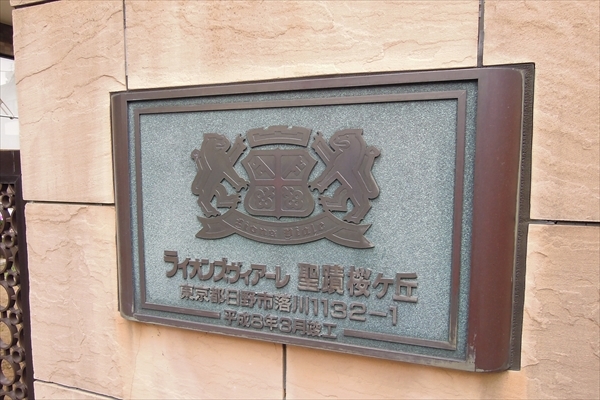 ライオンズヴィアーレ 聖蹟桜ヶ丘
東京都日野市落川1132-1
平成8年3月竣工